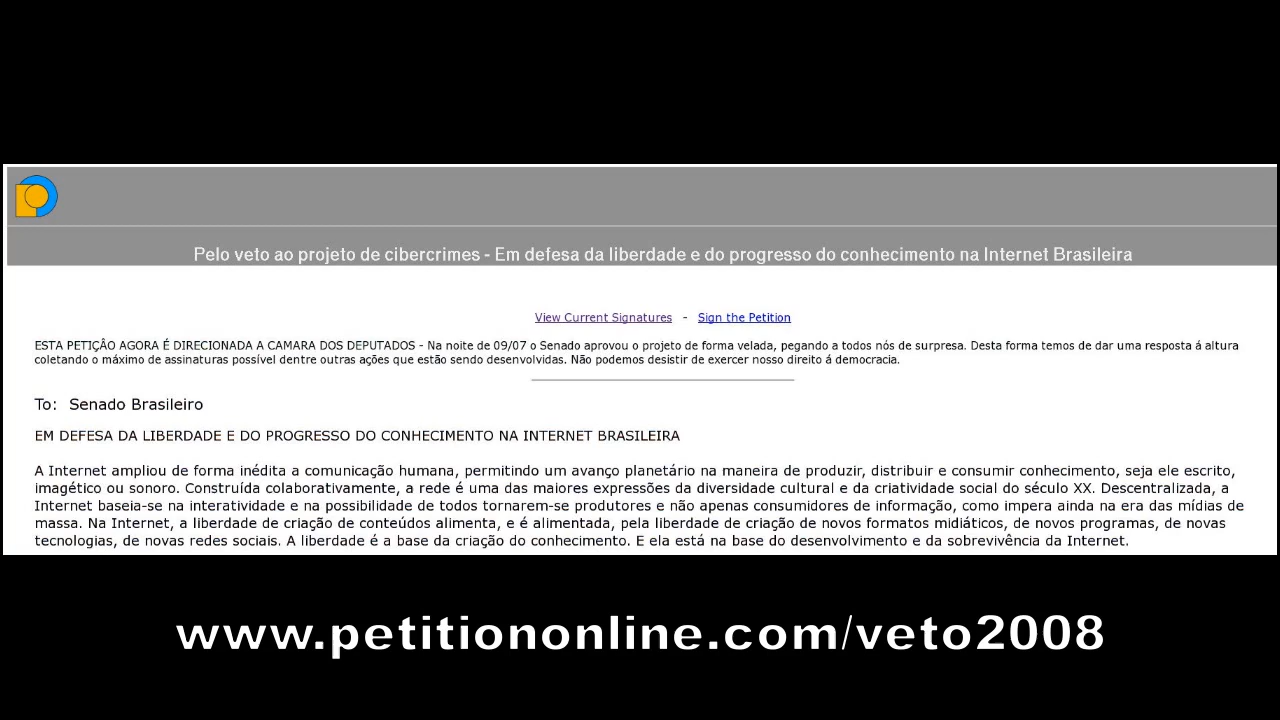 Pelo veto ao projeto de cibercrimes - Em defesa da liberdade e do progresso do conhecimento na Internet Brasileira
View Current Signatures - Sign the Petition
ESTA PETIÇÂO AGORA É DIRECIONADA A CAMARA DOS DEPUTADOS - Na noite de 09/07 o Senado aprovou o projeto de forma velada, pegando a todos nós de surpresa. Desta forma temos de dar uma resposta á altura
coletando o máximo de assinaturas possível dentre outras ações que estão sendo desenvolvidas. Não podemos desistir de exercer nosso direito á democracia.
To: Senado Brasileiro
EM DEFESA DA LIBERDADE E DO PROGRESSO DO CONHECIMENTO NA INTERNET BRASILEIRA
A Internet ampliou de forma inédita a comunicação humana, permitindo um avanço planetário na maneira de produzir, distribuir e consumir conhecimento, seja ele escrito,
imagético ou sonoro. Construída colaborativamente, a rede é uma das maiores expressões da diversidade cultural e da criatividade social do século XX. Descentralizada, a
Internet baseia-se na interatividade e na possibilidade de todos tornarem-se produtores e não apenas consumidores de informação, como impera ainda na era das mídias de
massa. Na Internet, a liberdade de criação de conteúdos alimenta, e é alimentada, pela liberdade de criação de novos formatos midiáticos, de novos programas, de novas
tecnologias, de novas redes sociais. A liberdade é a base da criação do conhecimento. E ela está na base do desenvolvimento e da sobrevivência da Internet.
www.petitiononline.com/veto2008